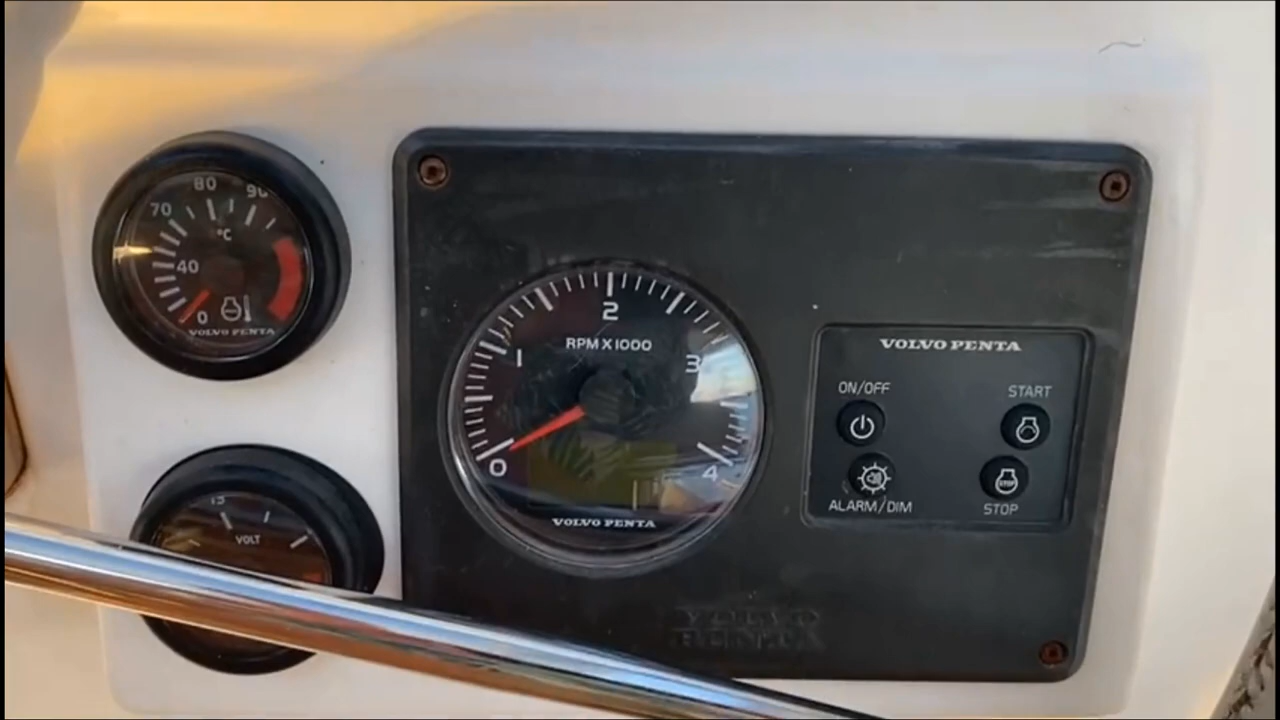 80
90
70
°C
40
0
VOLVO PENTA
VOLT
2
RPM X 1000
1
3
0
4
VOLVO PENTA
VOLVO PENTA
ON/OFF
START
STOP
ALARM/DIM
STOP
VOLVO
PENTA